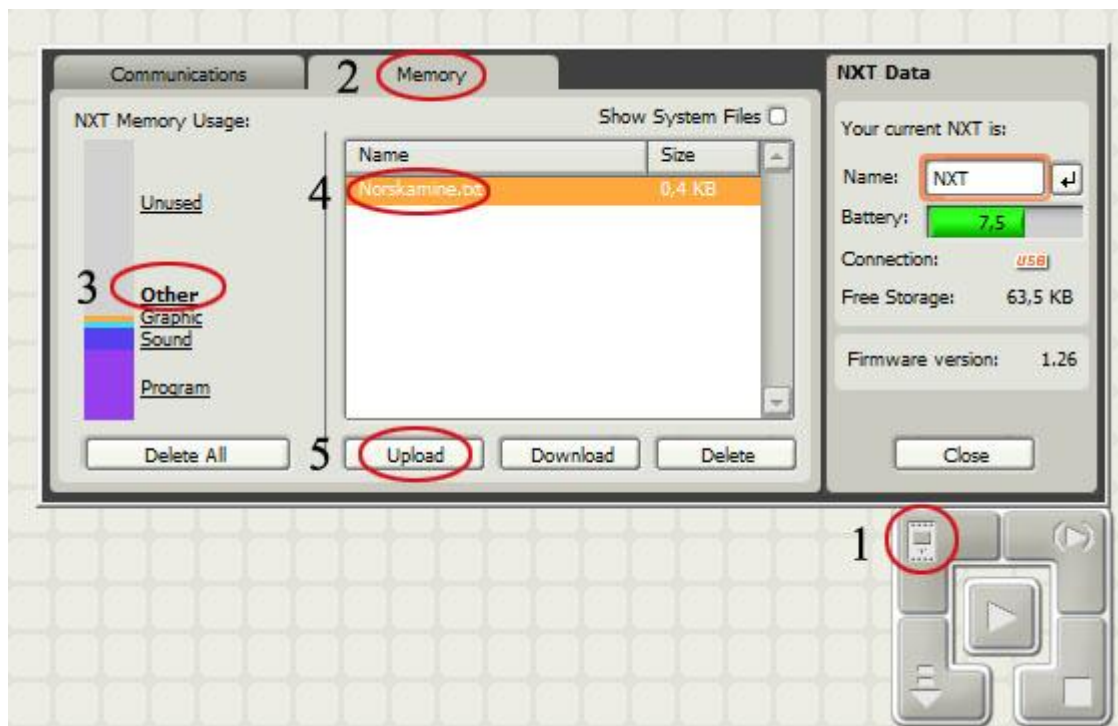 Communications
2 Memory
NXT Memory Usage:
Show System Files
Name Size
4 Norskamine.txt 0,4 KB
Unused
3 Other
Graphic
Sound
Program
Delete All
5 Upload Download Delete
NXT Data
Your current NXT is:
Name: NXT
Battery: 7,5
Connection: USB
Free Storage: 63,5 KB
Firmware version: 1.26
Close
1